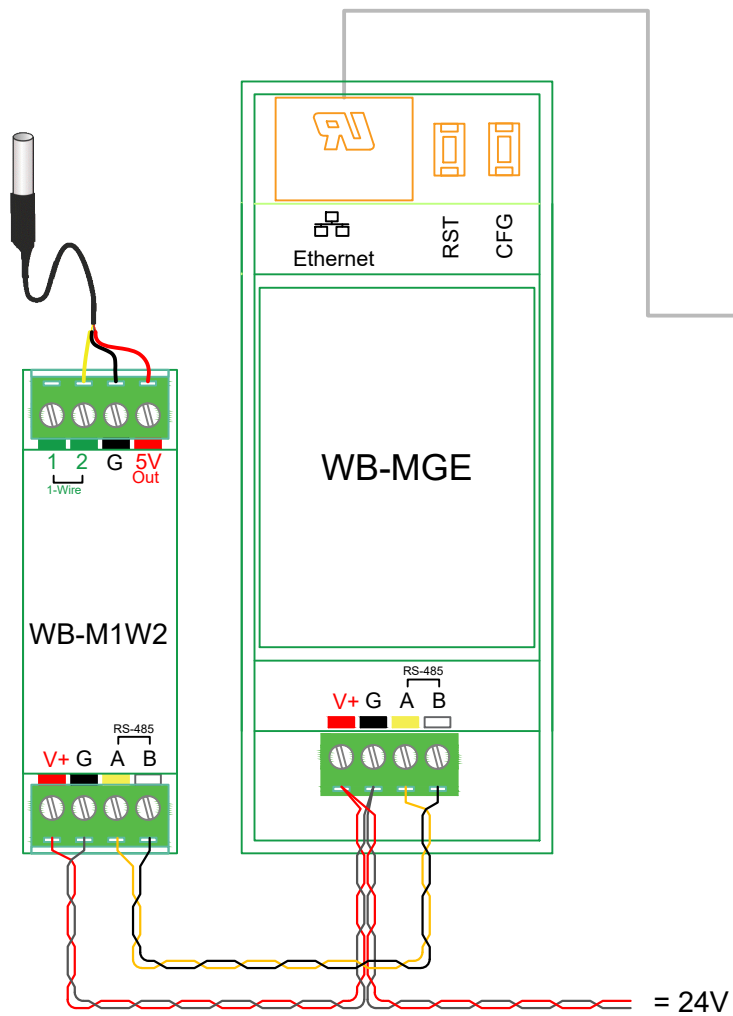 Ethernet
RST
CFG
WB-MGE
RS-485
V+ G A B
1 2 G 5V
Out
1-Wire
WB-M1W2
RS-485
V+ G A B
= 24V